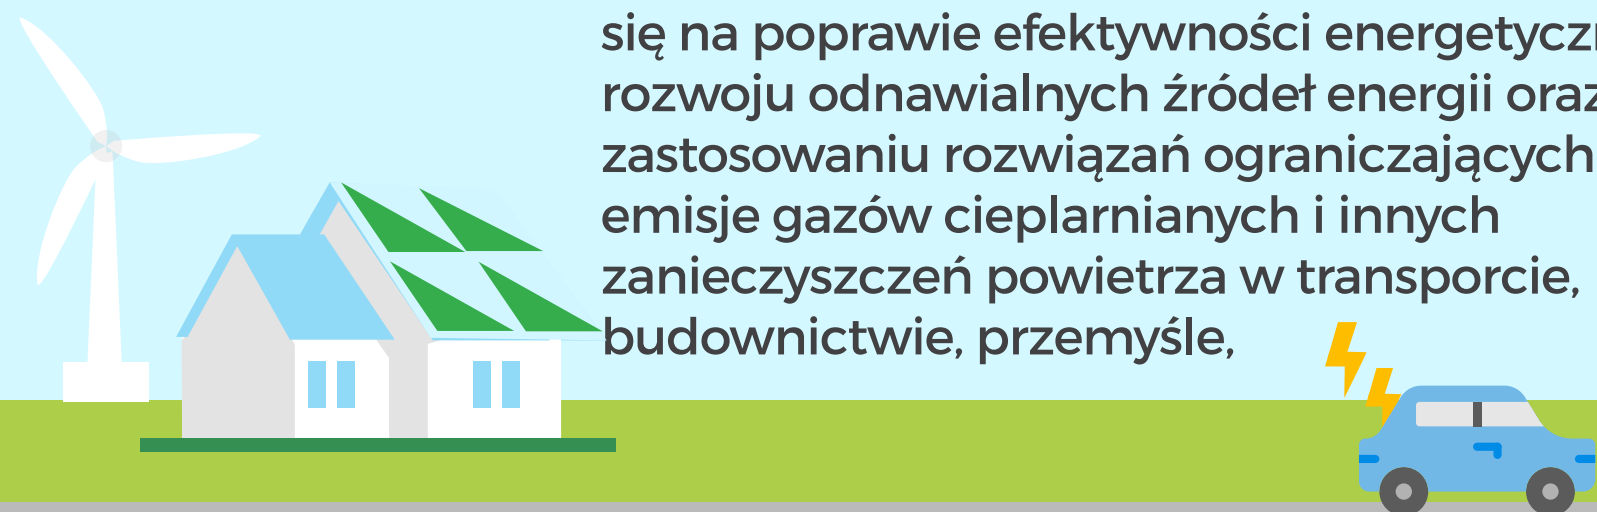 się na poprawie efektywności
rozwoju odnawialnych źródeł energii oraz
zastosowaniu rozwiązań ograniczających
emisje gazów cieplarnianych i innych
zanieczyszczeń powietrza w transporcie,
budownictwie, przemyśle,